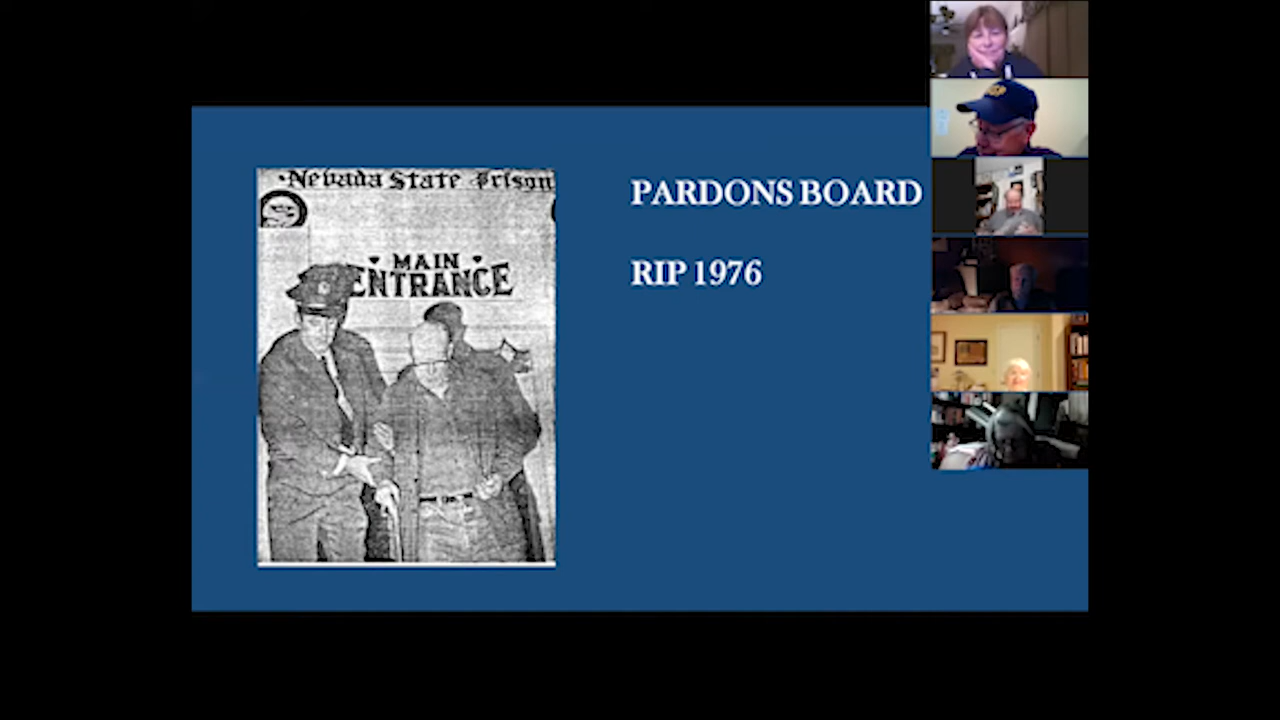 ·Nevada State Prison
MAIN
ENTRANCE
PARDONS BOARD
RIP 1976